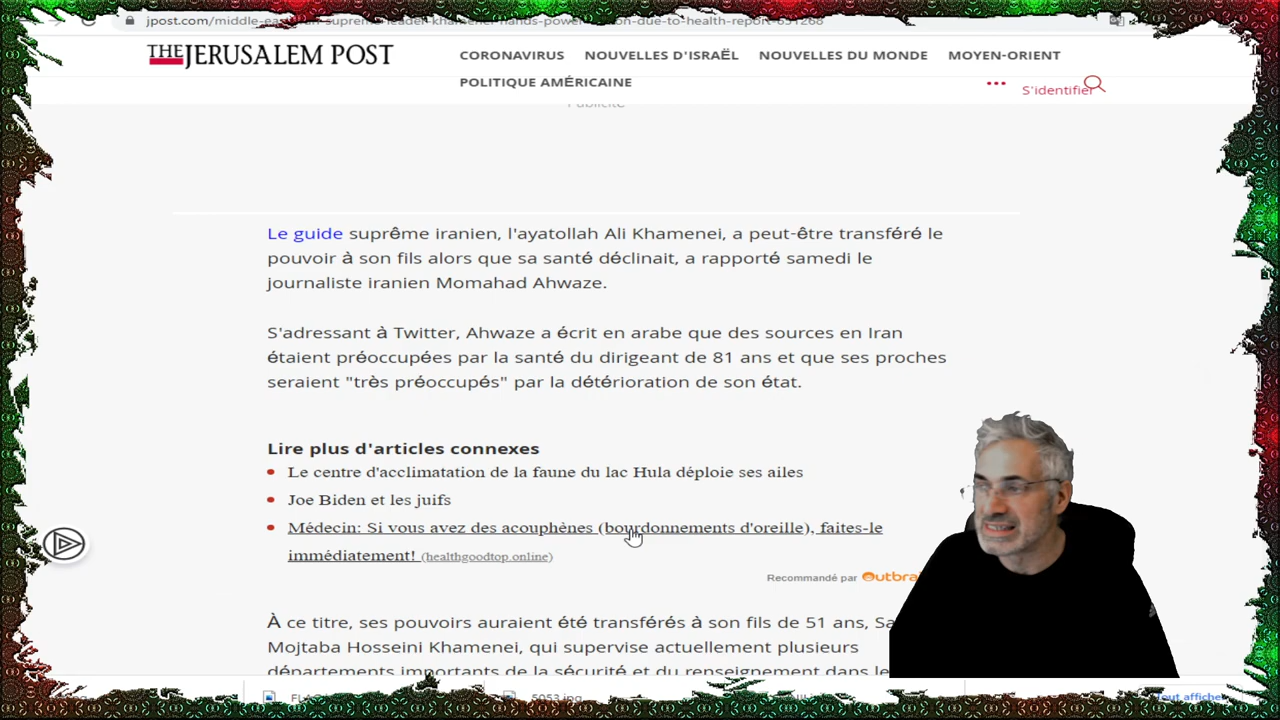 THE JERUSALEM POST
CORONAVIRUS NOUVELLES D'ISRAËL NOUVELLES DU MONDE MOYEN-ORIENT
POLITIQUE AMÉRICAINE
S'identifier
Publicité
Le guide suprême iranien, l'ayatollah Ali Khamenei, a peut-être transféré le
pouvoir à son fils alors que sa santé déclinait, a rapporté samedi le
journaliste iranien Momahad Ahwaze.
S'adressant à Twitter, Ahwaze a écrit en arabe que des sources en Iran
étaient préoccupées par la santé du dirigeant de 81 ans et que ses proches
seraient "très préoccupés" par la détérioration de son état.
Lire plus d'articles connexes
Le centre d'acclimatation de la faune du lac Hula déploie ses ailes
Joe Biden et les juifs
Médecin: Si vous avez des acouphènes (bourdonnements d'oreille), faites-le
immédiatement! (healthgoodtop.online)
Recommandé par
À ce titre, ses pouvoirs auraient été transférés à son fils de 51 ans,
Mojtaba Hosseini Khamenei, qui supervise actuellement plusieurs
départements importants de la sécurité et du renseignement dans le
5053.jpg